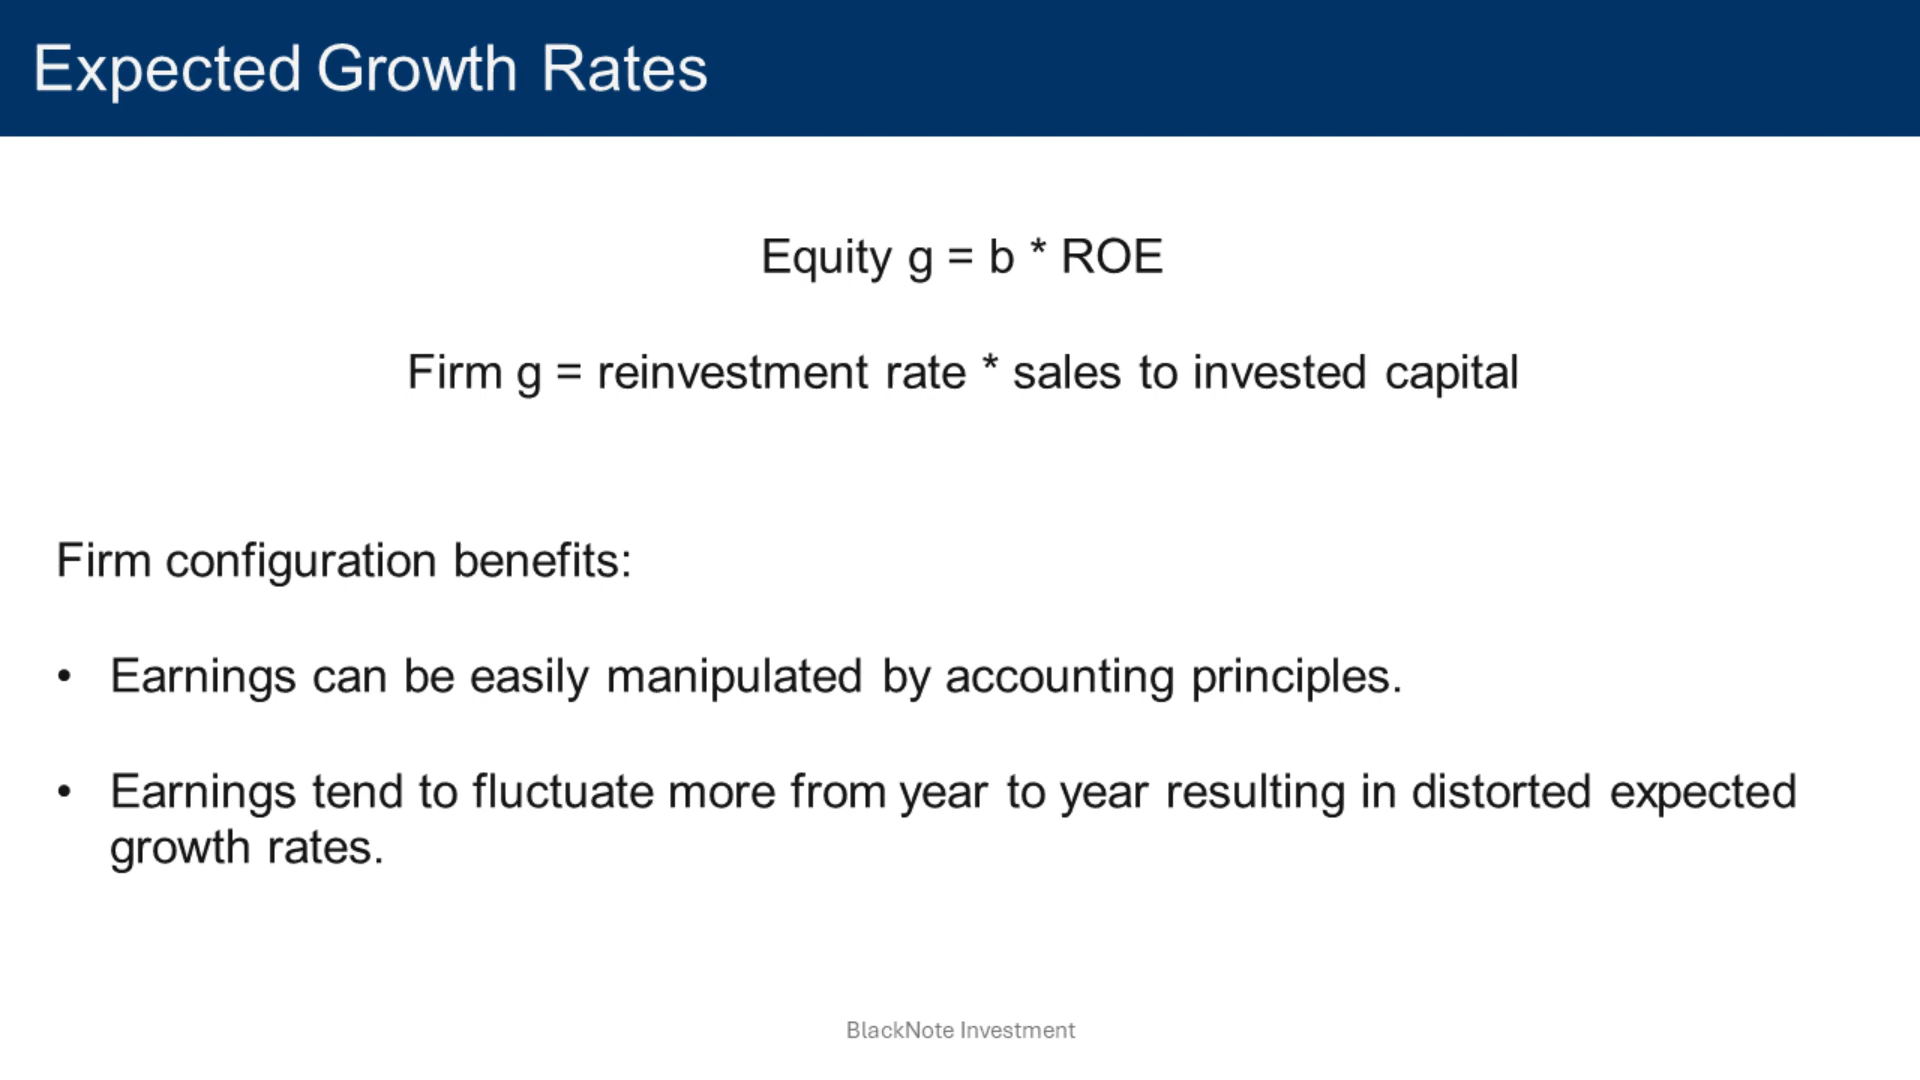 Expected Growth Rates
Equity g = b * ROE
Firm g = reinvestment rate * sales to invested capital
Firm configuration benefits:
• Earnings can be easily manipulated by accounting principles.
• Earnings tend to fluctuate more from year to year resulting in distorted expected
growth rates.
BlackNote Investment